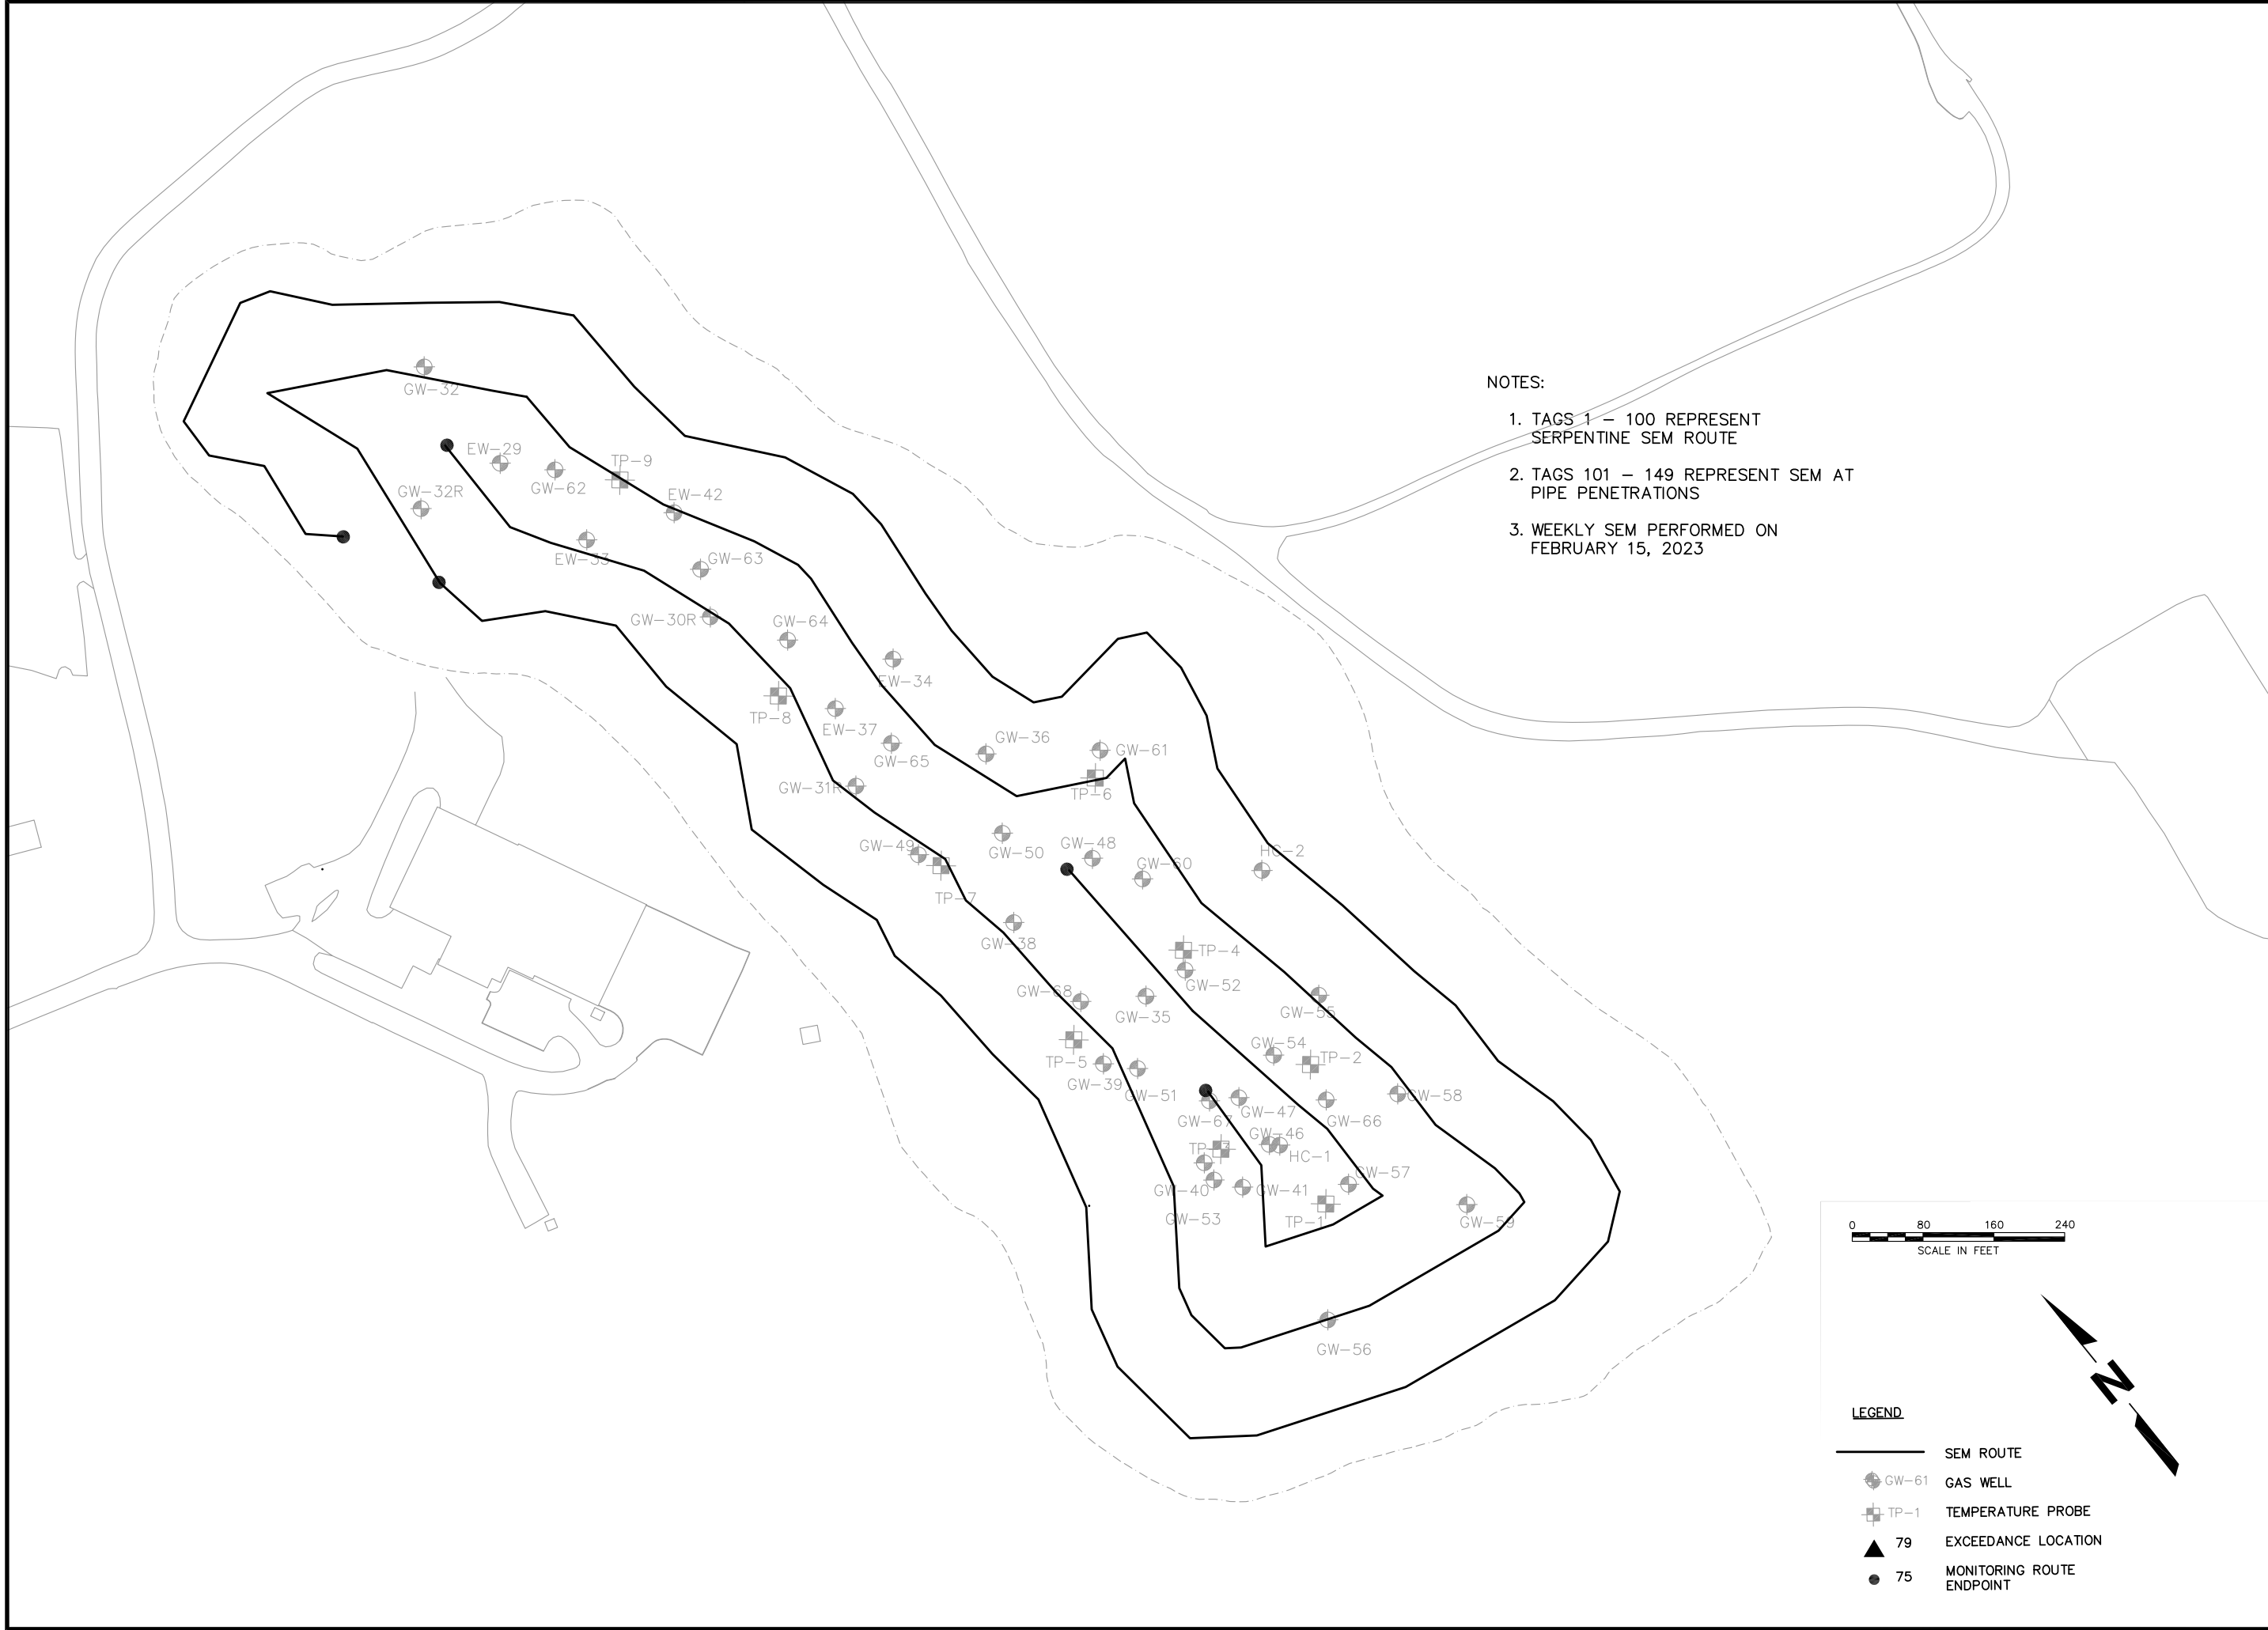 NOTES:
1. TAGS 1 – 100 REPRESENT
SERPENTINE SEM ROUTE
2. TAGS 101 – 149 REPRESENT SEM AT
PIPE PENETRATIONS
3. WEEKLY SEM PERFORMED ON
FEBRUARY 15, 2023
GW-32
EW-29
TP-9
GW-62
GW-32R
EW-42
EW-33
GW-63
GW-30R
GW-64
EW-34
TP-8
EW-37
GW-36
GW-61
GW-65
GW-31R
TP-6
GW-49
GW-50
GW-48
GW-60
HC-2
TP-7
GW-38
TP-4
GW-52
GW-68
GW-35
GW-55
GW-54
TP-2
TP-5
GW-39
GW-51
GW-47
GW-58
GW-67
GW-66
GW-46
TP-3
HC-1
GW-57
GW-40
GW-41
GW-53
TP-1
GW-59
GW-56
0 80 160 240
SCALE IN FEET
N
LEGEND
SEM ROUTE
GW-61 GAS WELL
TP-1 TEMPERATURE PROBE
79 EXCEEDANCE LOCATION
75 MONITORING ROUTE
ENDPOINT